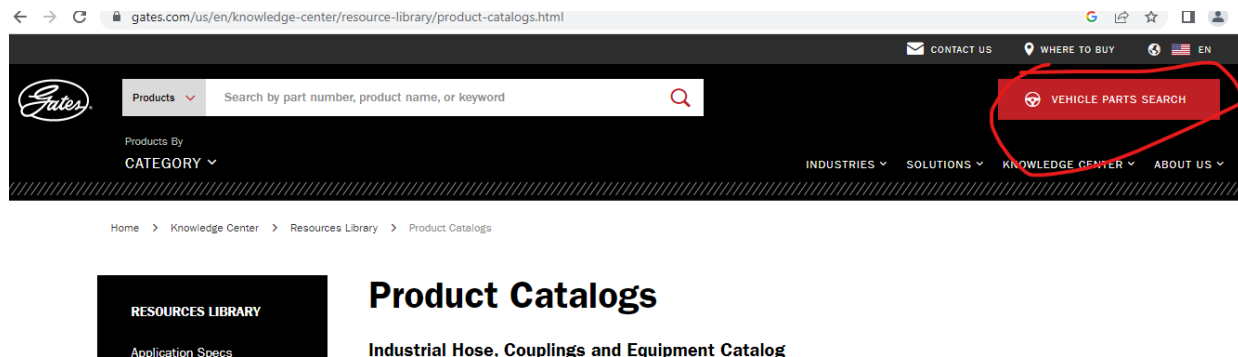 gates.com/us/en/knowledge-center/resource-library/product-catalogs.html
CONTACT US WHERE TO BUY EN
Gates
Products Search by part number, product name, or keyword
VEHICLE PARTS SEARCH
Products By
CATEGORY
INDUSTRIES SOLUTIONS KNOWLEDGE CENTER ABOUT US
Home > Knowledge Center > Resources Library > Product Catalogs
RESOURCES LIBRARY
Application Specs
Product Catalogs
Industrial Hose, Couplings and Equipment Catalog